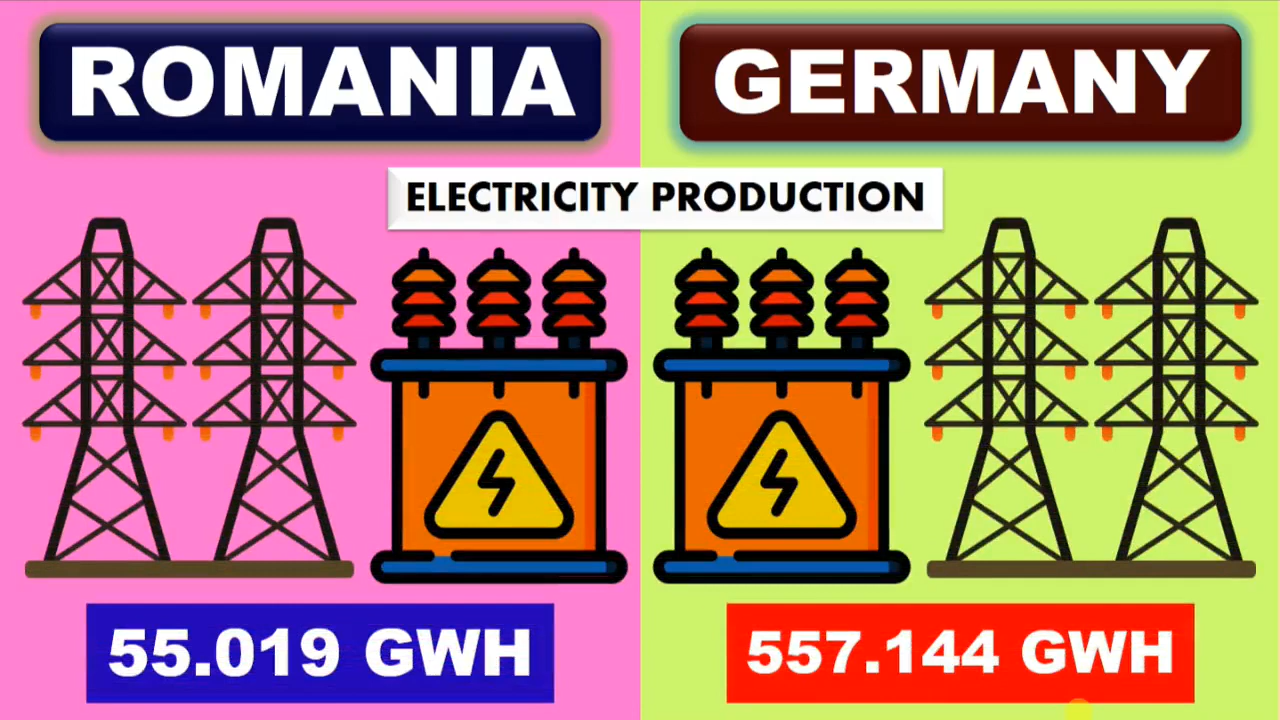 ROMANIA
GERMANY
ELECTRICITY PRODUCTION
55.019 GWH
557.144 GWH